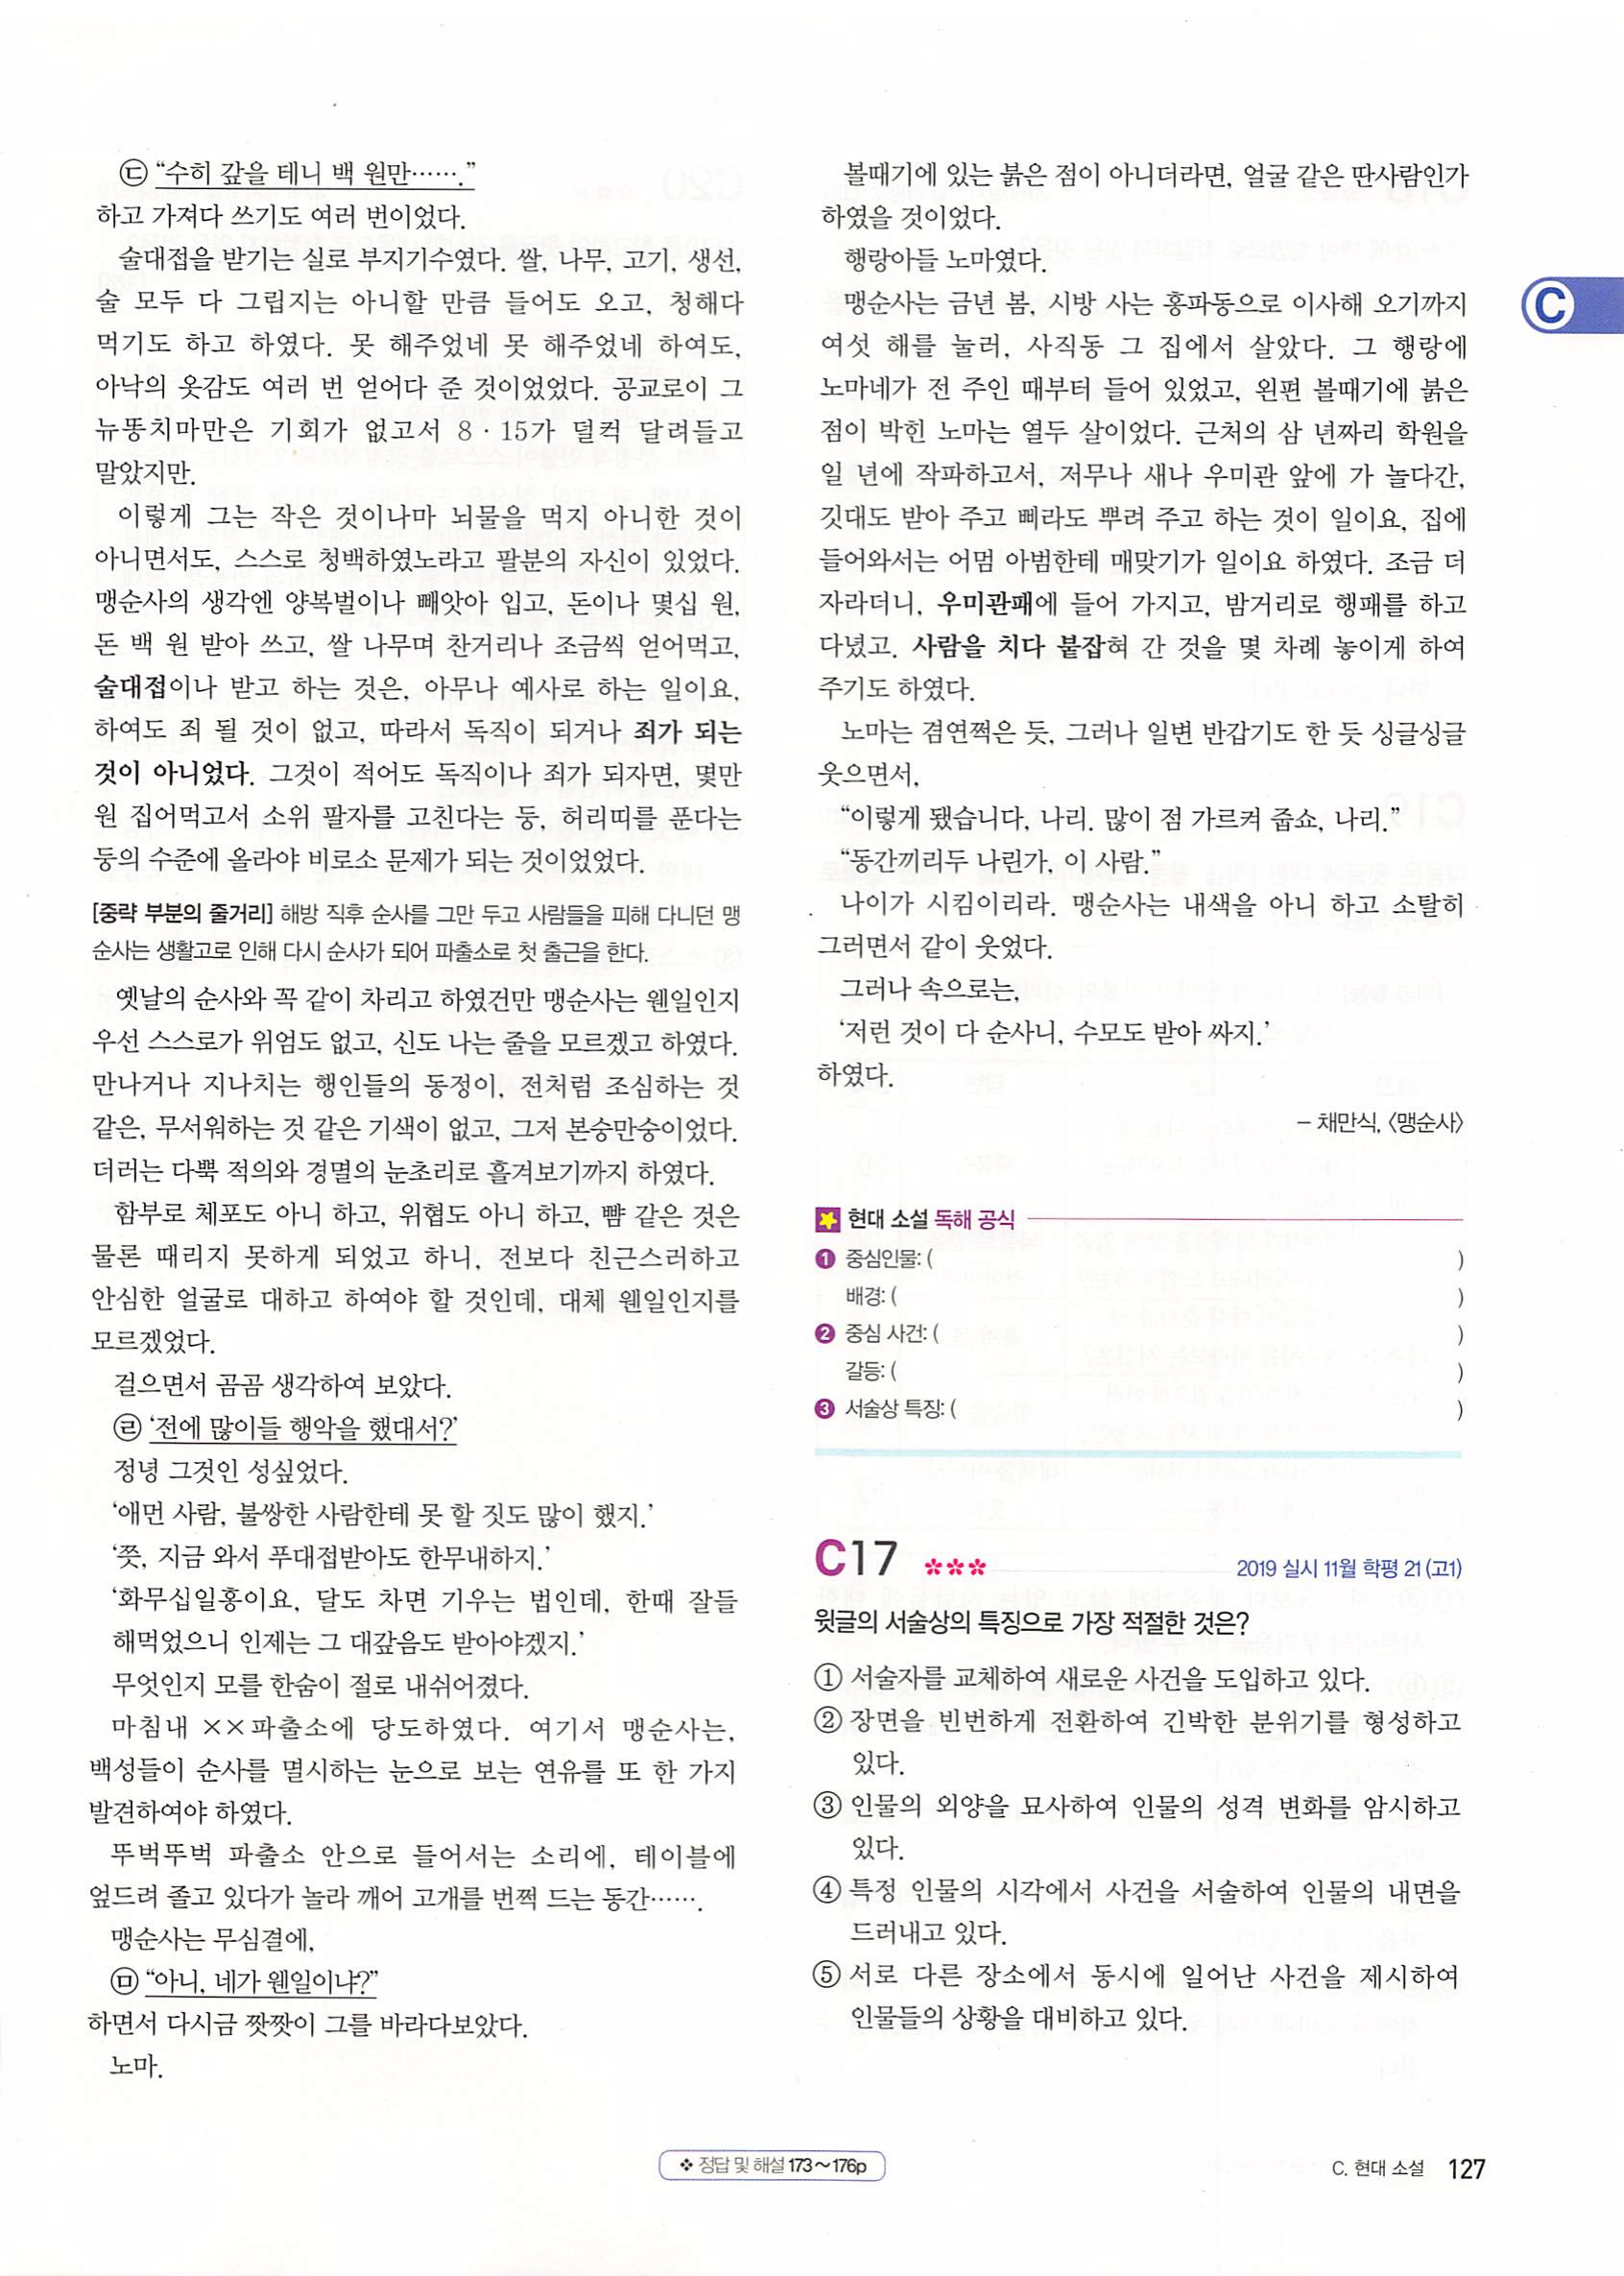 ㉢ “수히 갚을 테니 백 원만…….”
하고 가져다 쓰기도 여러 번이었다.
술대접을 받기는 실로 부지기수였다. 쌀, 나무, 고기, 생선,
술 모두 다 그립지는 아니할 만큼 들어도 오고, 청해다
먹기도 하고 하였다. 못 해주었네 못 해주었네 하여도,
아낙의 옷감도 여러 번 얻어다 준 것이었었다. 공교로이 그
뉴똥치마만은 기회가 없고서 8·15가 덜컥 달려들고
말았지만.
이렇게 그는 작은 것이나마 뇌물을 먹지 아니한 것이
아니면서도, 스스로 청백하였노라고 팔분의 자신이 있었다.
맹순사의 생각엔 양복벌이나 빼앗아 입고, 돈이나 몇십 원,
돈 백 원 받아 쓰고, 쌀 나무며 찬거리나 조금씩 얻어먹고,
술대접이나 받고 하는 것은, 아무나 예사로 하는 일이요,
하여도 죄 될 것이 없고, 따라서 독직이 되거나 죄가 되는
것이 아니었다. 그것이 적어도 독직이나 죄가 되자면, 몇만
원 집어먹고서 소위 팔자를 고친다는 둥, 허리띠를 푼다는
둥의 수준에 올라야 비로소 문제가 되는 것이었었다.
[중략 부분의 줄거리] 해방 직후 순사를 그만 두고 사람들을 피해 다니던 맹
순사는 생활고로 인해 다시 순사가 되어 파출소로 첫 출근을 한다.
옛날의 순사와 꼭 같이 차리고 하였건만 맹순사는 웬일인지
우선 스스로가 위엄도 없고, 신도 나는 줄을 모르겠고 하였다.
만나거나 지나치는 행인들의 동정이, 전처럼 조심하는 것
같은, 무서워하는 것 같은 기색이 없고, 그저 본숭만숭이었다.
더러는 다뿍 적의와 경멸의 눈초리로 흘겨보기까지 하였다.
함부로 체포도 아니 하고, 위협도 아니 하고, 뺨 같은 것은
물론 때리지 못하게 되었고 하니, 전보다 친근스러하고
안심한 얼굴로 대하고 하여야 할 것인데, 대체 웬일인지를
모르겠었다.
걸으면서 곰곰 생각하여 보았다.
㉣ ‘전에 많이들 행악을 했대서?’
정녕 그것인 성싶었다.
‘애먼 사람, 불쌍한 사람한테 못 할 짓도 많이 했지.’
‘쯧, 지금 와서 푸대접받아도 한무내하지.’
‘화무십일홍이요, 달도 차면 기우는 법인데, 한때 잘들
해먹었으니 인제는 그 대갚음도 받아야겠지.’
무엇인지 모를 한숨이 절로 내쉬어졌다.
마침내 ××파출소에 당도하였다. 여기서 맹순사는,
백성들이 순사를 멸시하는 눈으로 보는 연유를 또 한 가지
발견하여야 하였다.
뚜벅뚜벅 파출소 안으로 들어서는 소리에, 테이블에
엎드려 졸고 있다가 놀라 깨어 고개를 번쩍 드는 동간…….
맹순사는 무심결에,
㉤ “아니, 네가 웬일이냐?”
하면서 다시금 짯짯이 그를 바라다보았다.
노마.
볼때기에 있는 붉은 점이 아니더라면, 얼굴 같은 딴사람인가
하였을 것이었다.
행랑아들 노마였다.
맹순사는 금년 봄, 시방 사는 홍파동으로 이사해 오기까지
여섯 해를 눌러, 사직동 그 집에서 살았다. 그 행랑에
노마네가 전 주인 때부터 들어 있었고, 왼편 볼때기에 붉은
점이 박힌 노마는 열두 살이었다. 근처의 삼 년짜리 학원을
일 년에 작파하고서, 저무나 새나 우미관 앞에 가 놀다간,
깃대도 받아 주고 삐라도 뿌려 주고 하는 것이 일이요, 집에
들어와서는 어멈 아범한테 매맞기가 일이요 하였다. 조금 더
자라더니, 우미관패에 들어 가지고, 밤거리로 행패를 하고
다녔고. 사람을 치다 붙잡혀 간 것을 몇 차례 놓이게 하여
주기도 하였다.
노마는 겸연쩍은 듯, 그러나 일변 반갑기도 한 듯 싱글싱글
웃으면서,
“이렇게 됐습니다, 나리. 많이 점 가르켜 줍쇼, 나리.”
“동간끼리두 나린가, 이 사람.”
나이가 시킴이리라. 맹순사는 내색을 아니 하고 소탈히
그러면서 같이 웃었다.
그러나 속으로는,
‘저런 것이 다 순사니, 수모도 받아 싸지.’
하였다.
- 채만식, 〈맹순사〉
현대 소설 독해 공식
❶ 중심인물: ( )
배경: ( )
❷ 중심 사건: ( )
갈등: ( )
❸ 서술상 특징: ( )
C17 ✽✽✽ 2019 실시 11월 학평 21 (고1)
윗글의 서술상의 특징으로 가장 적절한 것은?
① 서술자를 교체하여 새로운 사건을 도입하고 있다.
② 장면을 빈번하게 전환하여 긴박한 분위기를 형성하고
있다.
③ 인물의 외양을 묘사하여 인물의 성격 변화를 암시하고
있다.
④ 특정 인물의 시각에서 사건을 서술하여 인물의 내면을
드러내고 있다.
⑤ 서로 다른 장소에서 동시에 일어난 사건을 제시하여
인물들의 상황을 대비하고 있다.
C
❖ 정답 및 해설 173～176p
C. 현대 소설 127